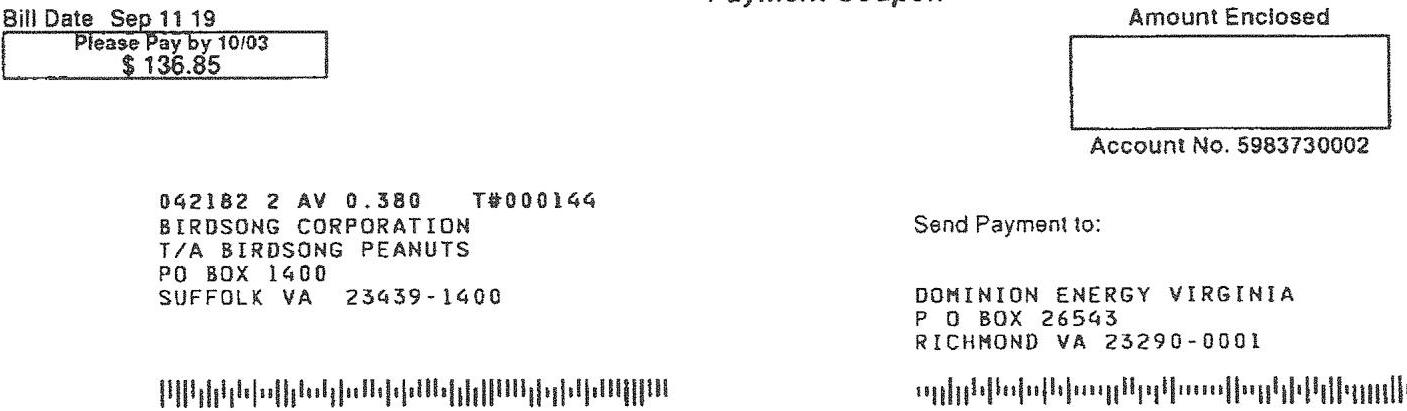 Payment Coupon
Bill Date Sep 11 19
Please Pay by 10/03
$ 136.85
Amount Enclosed
Account No. 5983730002
042182 2 AV 0.380 T#000144
BIRDSONG CORPORATION
T/A BIRDSONG PEANUTS
PO BOX 1400
SUFFOLK VA 23439-1400
Send Payment to:
DOMINION ENERGY VIRGINIA
P O BOX 26543
RICHMOND VA 23290-0001